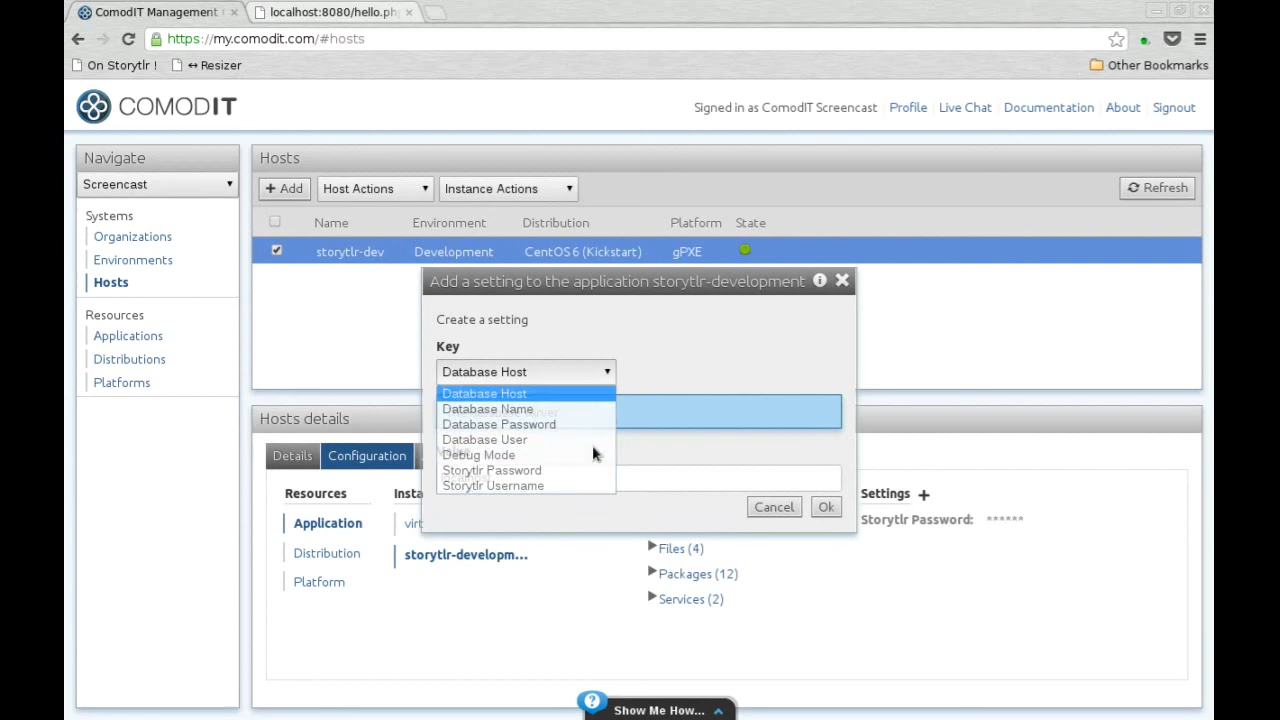 ComodIT Management
localhost:8080/hello.ph
https://my.comodit.com/#hosts
On Storytlr !
↔ Resizer
Other Bookmarks
COMODIT
Signed in as ComodIT Screencast Profile Live Chat Documentation About Signout
Navigate
Screencast
Systems
Organizations
Environments
Hosts
Resources
Applications
Distributions
Platforms
Hosts
+ Add
Host Actions
Instance Actions
Refresh
Name Environment Distribution Platform State
storytlr-dev Development CentOS 6 (Kickstart) gPXE
Add a setting to the application storytlr-development
Create a setting
Key
Database Host
Database Host
Database Name
Database Password
Database User
Debug Mode
Storytlr Password
Storytlr Username
Cancel
Ok
Hosts details
Details
Configuration
Resources
Application
Distribution
Platform
storytlr-developm...
Files (4)
Packages (12)
Services (2)
Settings +
Storytlr Password: ******
Show Me How...